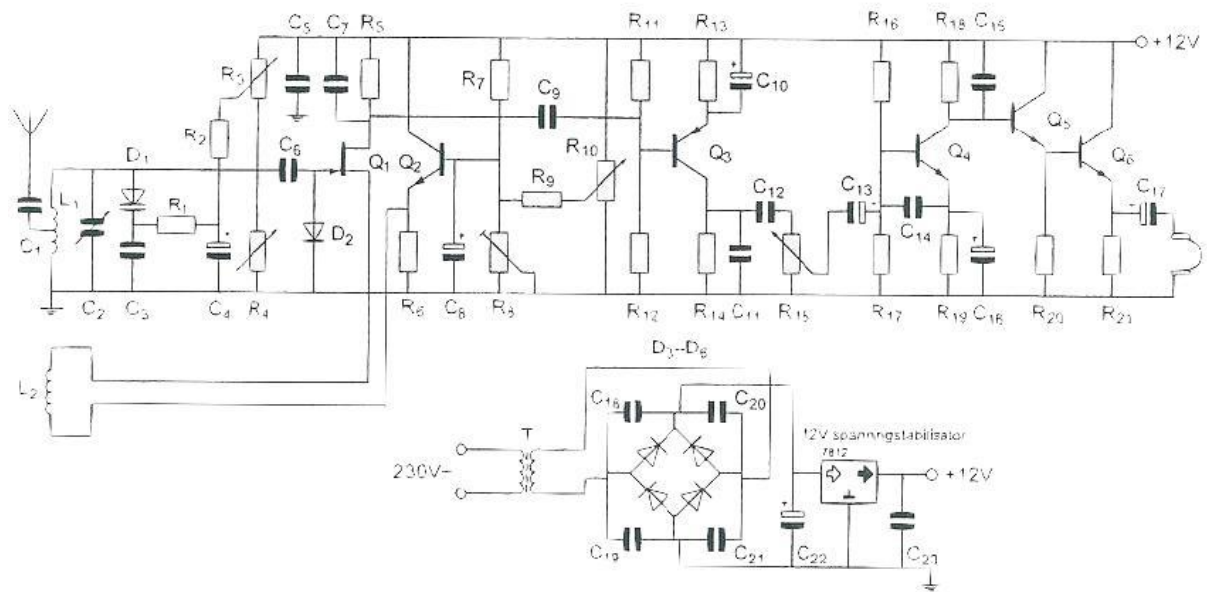 C5 C7 R5 R11 R13 R16 R18 C15
+12V
R3 R7 C9 C10
R2 Q5
D1 C6 Q1 Q2 R10 Q3 Q4 Q6
L1 R1 R9 C12 C13 C17
C1 D2 C14
C2 C3 C4 R4 R6 C8 R8 R12 R14 C11 R15 R17 R19 C16 R20 R21
D3--D6
L2 C18 C20
T 12V spanningstabilisator
7812
230V~ +12V
C19 C21 C22 C23